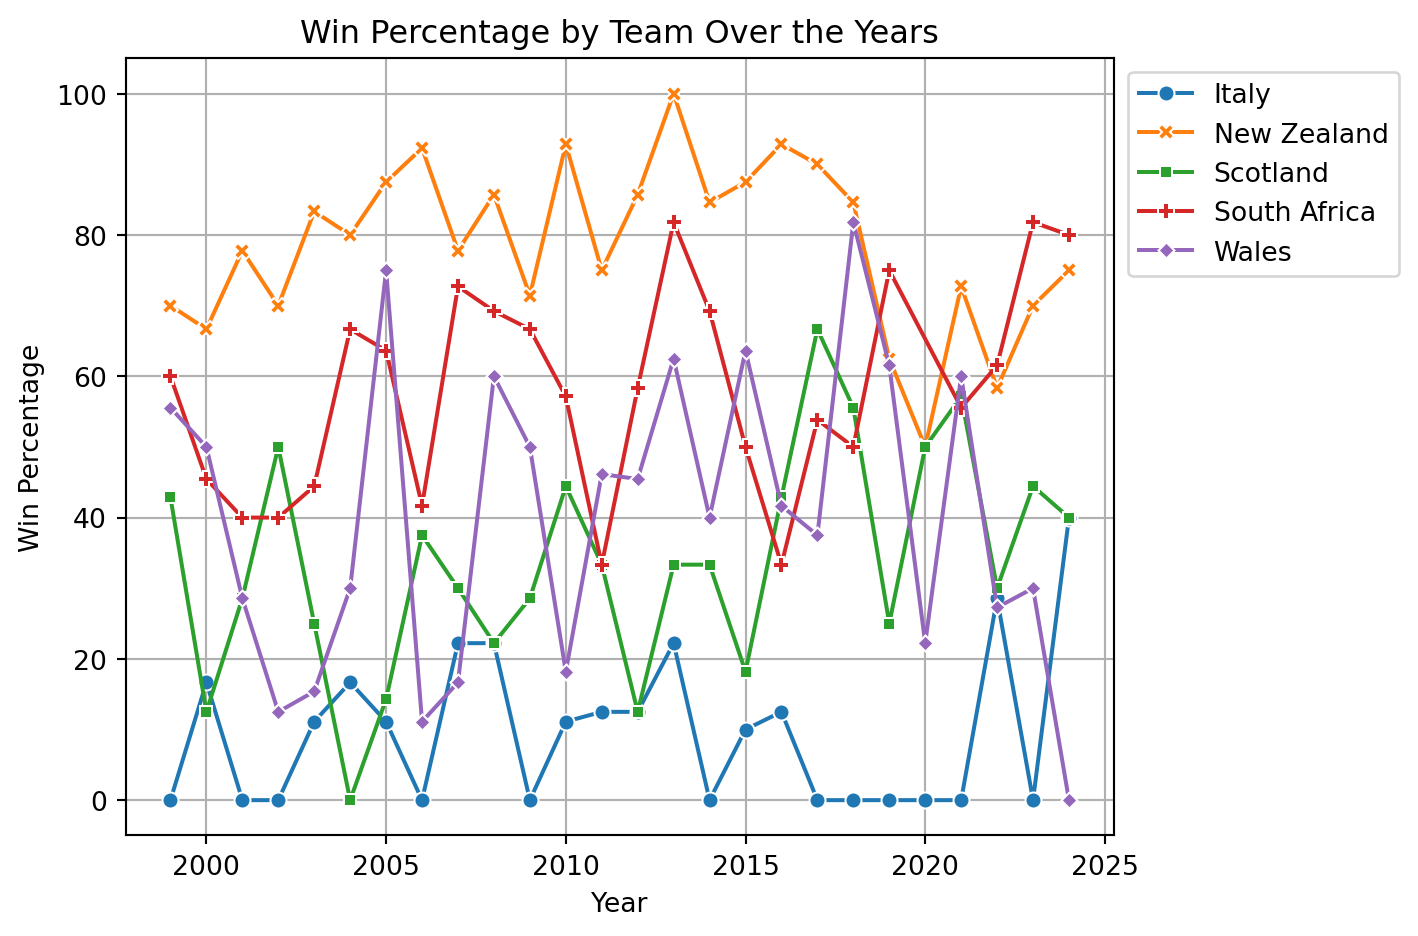 Win Percentage by Team Over the Years
100
80
60
40
20
0
Win Percentage
2000
2005
2010
2015
2020
2025
Year
Italy
New Zealand
Scotland
South Africa
Wales